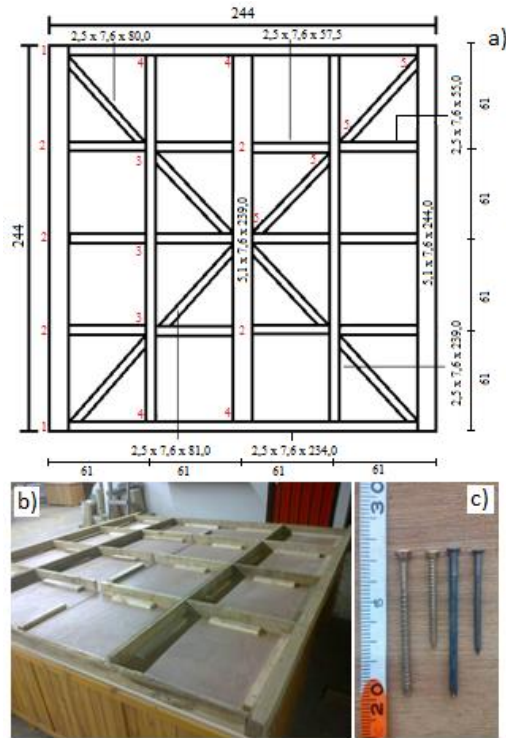 244
a)
2,5 x 7,6 x 80,0
2,5 x 7,6 x 57,5
1
4
4
5
5
2,5 x 7,6 x 55,0
61
2
3
2
5
61
244
5
5,1 x 7,6 x 239,0
5,1 x 7,6 x 244,0
2
3
61
3
2
2
2,5 x 7,6 x 239,0
61
1
4
4
2,5 x 7,6 x 81,0
2,5 x 7,6 x 234,0
61
61
61
61
b)
c)
30
5
20